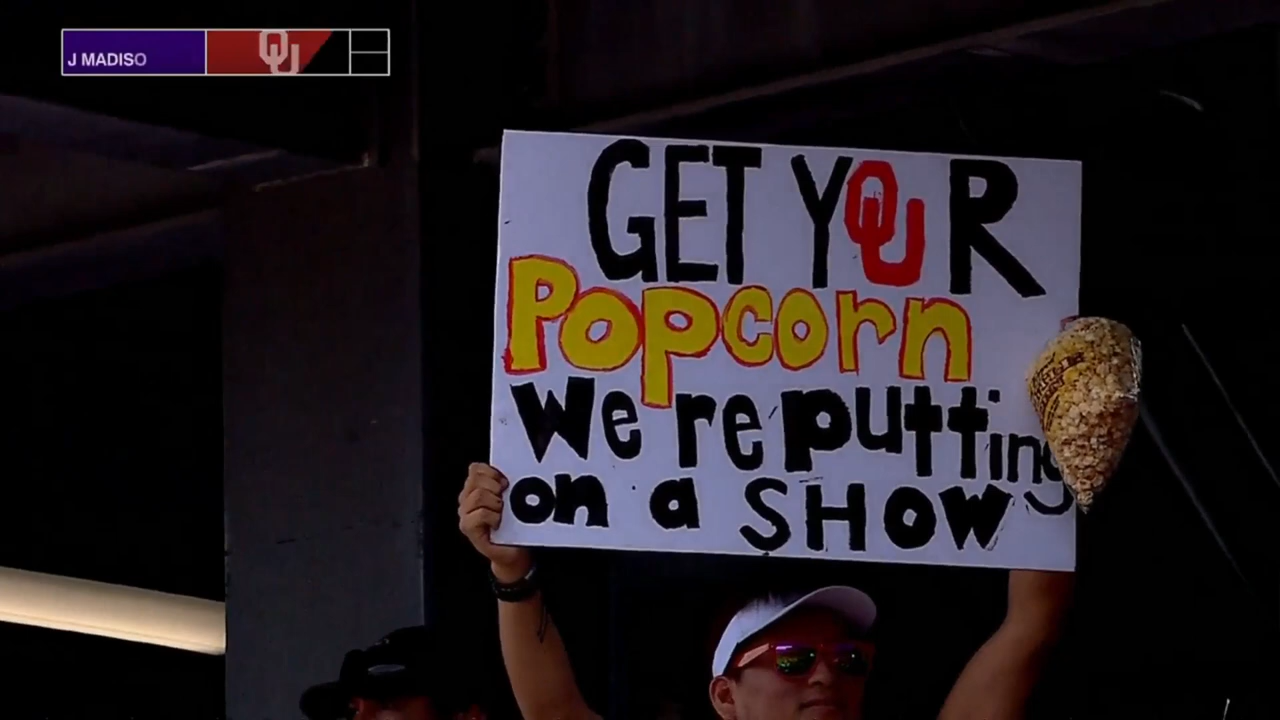 J MADISO
OU
GET YOUR
Popcorn
We're putting
on a SHOW